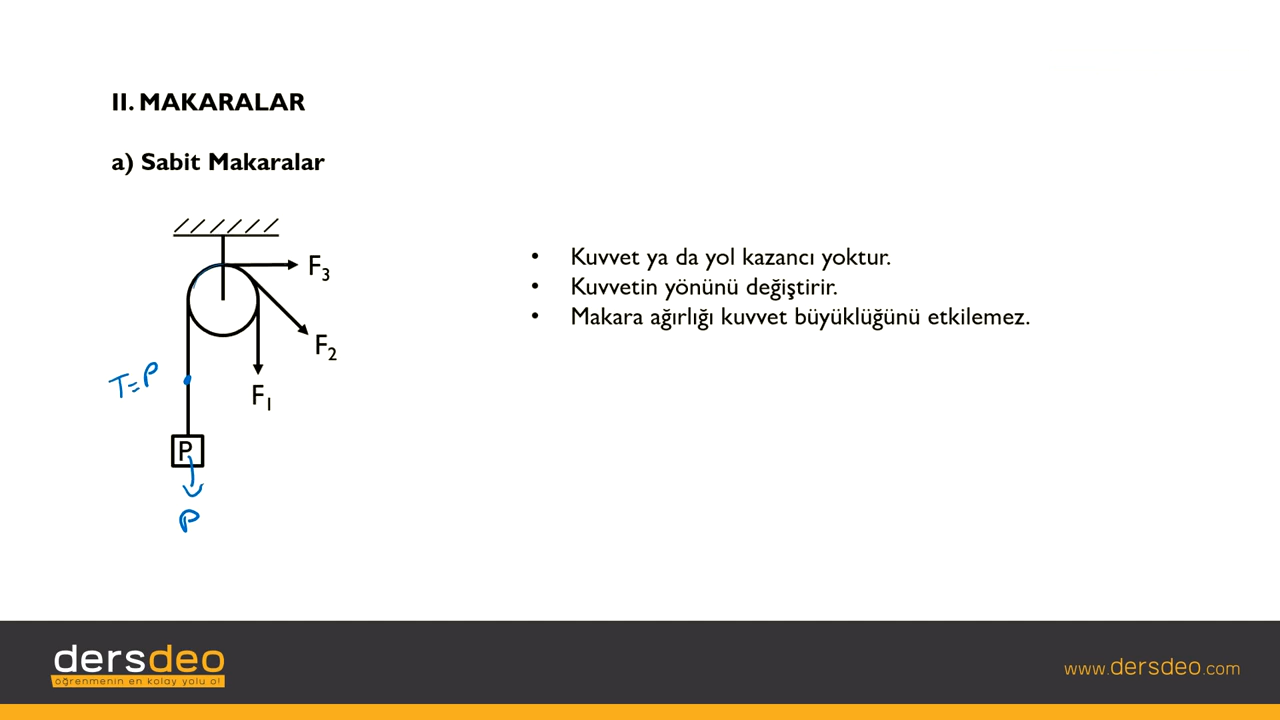 II. MAKARALAR
a) Sabit Makaralar
F3
F2
F1
T=P
P
P
• Kuvvet ya da yol kazancı yoktur.
• Kuvvetin yönünü değiştirir.
• Makara ağırlığı kuvvet büyüklüğünü etkilemez.
dersdeo
öğrenmenin en kolay yolu o!
www.dersdeo.com